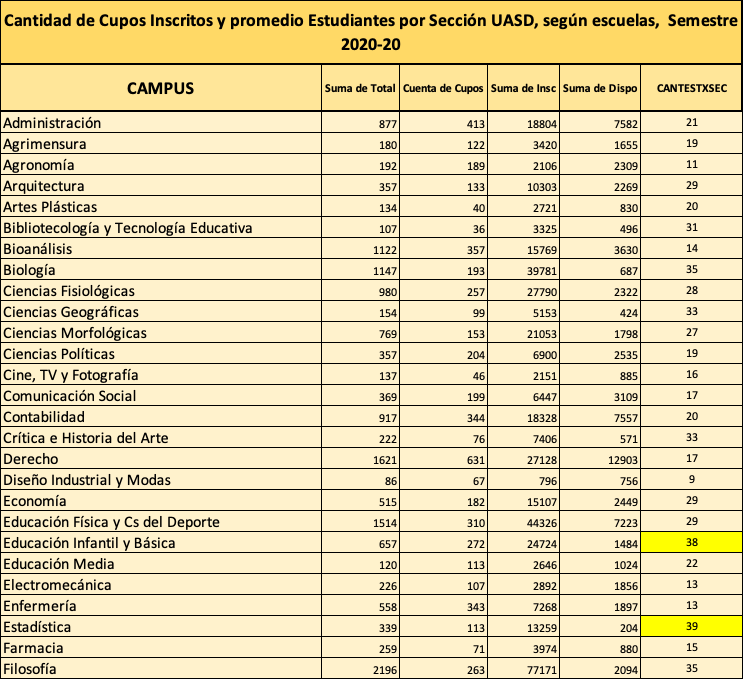 Cantidad de Cupos Inscritos y promedio Estudiantes por Sección UASD, según escuelas, Semestre
2020-20
CAMPUS Suma de Total Cuenta de Cupos Suma de Insc Suma de Dispo CANTESTXSEC
Administración 877 413 18804 7582 21
Agrimensura 180 122 3420 1655 19
Agronomía 192 189 2106 2309 11
Arquitectura 357 133 10303 2269 29
Artes Plásticas 134 40 2721 830 20
Bibliotecología y Tecnología Educativa 107 36 3325 496 31
Bioanálisis 1122 357 15769 3630 14
Biología 1147 193 39781 687 35
Ciencias Fisiológicas 980 257 27790 2322 28
Ciencias Geográficas 154 99 5153 424 33
Ciencias Morfológicas 769 153 21053 1798 27
Ciencias Políticas 357 204 6900 2535 19
Cine, TV y Fotografía 137 46 2151 885 16
Comunicación Social 369 199 6447 3109 17
Contabilidad 917 344 18328 7557 20
Crítica e Historia del Arte 222 76 7406 571 33
Derecho 1621 631 27128 12903 17
Diseño Industrial y Modas 86 67 796 756 9
Economía 515 182 15107 2449 29
Educación Física y Cs del Deporte 1514 310 44326 7223 29
Educación Infantil y Básica 657 272 24724 1484 38
Educación Media 120 113 2646 1024 22
Electromecánica 226 107 2892 1856 13
Enfermería 558 343 7268 1897 13
Estadística 339 113 13259 204 39
Farmacia 259 71 3974 880 15
Filosofía 2196 263 77171 2094 35